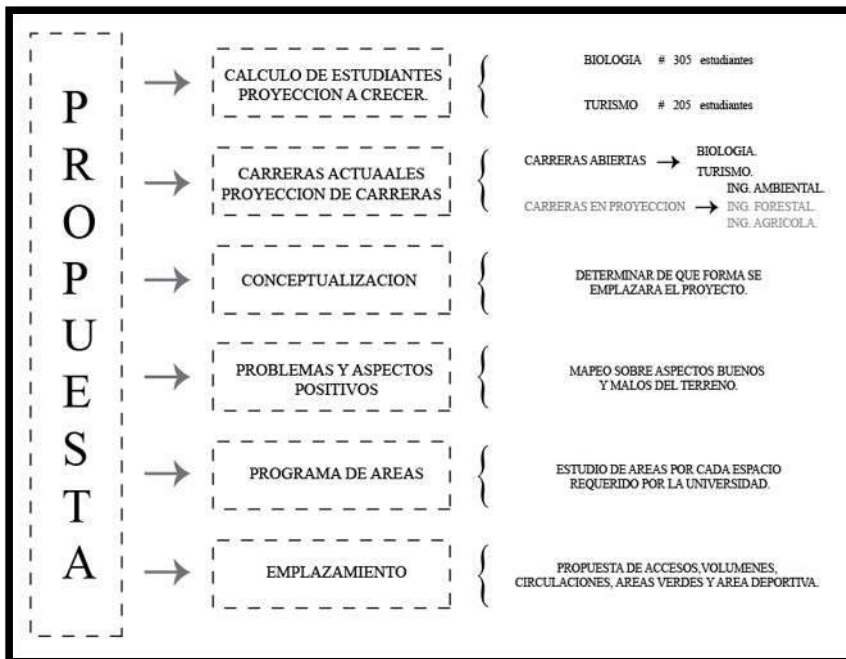 PROPUESTA
CALCULO DE ESTUDIANTES
PROYECCION A CRECER.
BIOLOGIA # 305 estudiantes
TURISMO # 205 estudiantes
CARRERAS ACTUAALES
PROYECCION DE CARRERAS
CARRERAS ABIERTAS
BIOLOGIA.
TURISMO.
CARRERAS EN PROYECCION
ING. AMBIENTAL.
ING. FORESTAL.
ING. AGRICOLA.
CONCEPTUALIZACION
DETERMINAR DE QUE FORMA SE
EMPLAZARA EL PROYECTO.
PROBLEMAS Y ASPECTOS
POSITIVOS
MAPEO SOBRE ASPECTOS BUENOS
Y MALOS DEL TERRENO.
PROGRAMA DE AREAS
ESTUDIO DE AREAS POR CADA ESPACIO
REQUERIDO POR LA UNIVERSIDAD.
EMPLAZAMIENTO
PROPUESTA DE ACCESOS,VOLUMENES,
CIRCULACIONES, AREAS VERDES Y AREA DEPORTIVA.